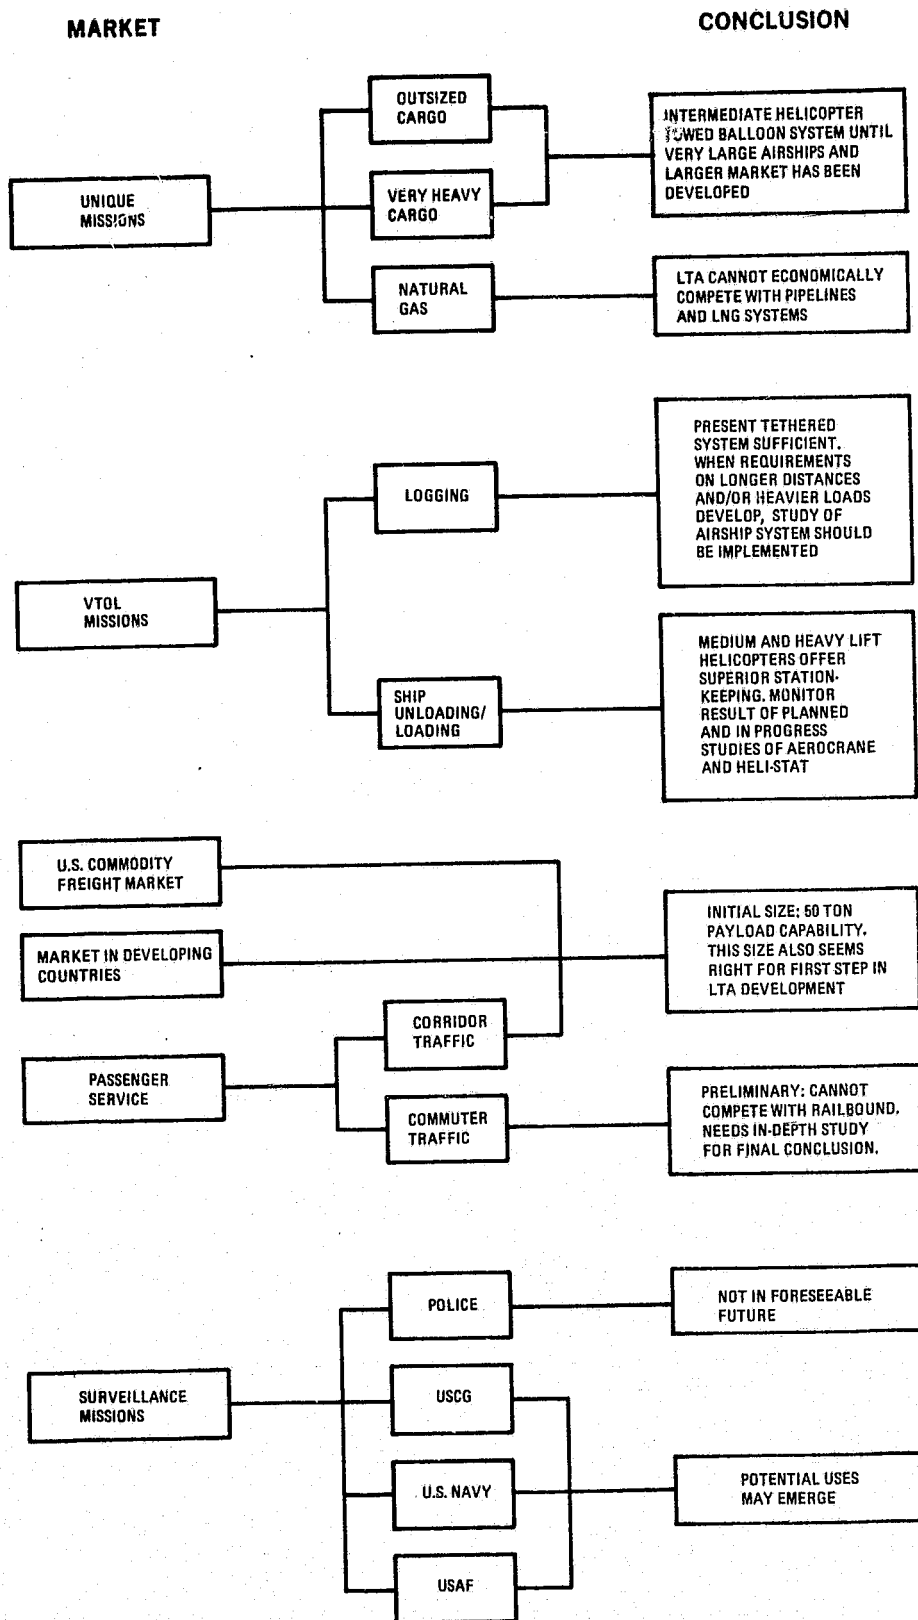 MARKET
CONCLUSION
UNIQUE
MISSIONS
OUTSIZED
CARGO
VERY HEAVY
CARGO
NATURAL
GAS
INTERMEDIATE HELICOPTER
TOWED BALLOON SYSTEM UNTIL
VERY LARGE AIRSHIPS AND
LARGER MARKET HAS BEEN
DEVELOPED
LTA CANNOT ECONOMICALLY
COMPETE WITH PIPELINES
AND LNG SYSTEMS
VTOL
MISSIONS
LOGGING
SHIP
UNLOADING/
LOADING
PRESENT TETHERED
SYSTEM SUFFICIENT.
WHEN REQUIREMENTS
ON LONGER DISTANCES
AND/OR HEAVIER LOADS
DEVELOP, STUDY OF
AIRSHIP SYSTEM SHOULD
BE IMPLEMENTED
MEDIUM AND HEAVY LIFT
HELICOPTERS OFFER
SUPERIOR STATION-
KEEPING. MONITOR
RESULT OF PLANNED
AND IN PROGRESS
STUDIES OF AEROCRANE
AND HELI-STAT
U.S. COMMODITY
FREIGHT MARKET
MARKET IN DEVELOPING
COUNTRIES
PASSENGER
SERVICE
CORRIDOR
TRAFFIC
COMMUTER
TRAFFIC
INITIAL SIZE: 50 TON
PAYLOAD CAPABILITY.
THIS SIZE ALSO SEEMS
RIGHT FOR FIRST STEP IN
LTA DEVELOPMENT
PRELIMINARY: CANNOT
COMPETE WITH RAILBOUND.
NEEDS IN-DEPTH STUDY
FOR FINAL CONCLUSION.
SURVEILLANCE
MISSIONS
POLICE
USCG
U.S. NAVY
USAF
NOT IN FORESEEABLE
FUTURE
POTENTIAL USES
MAY EMERGE